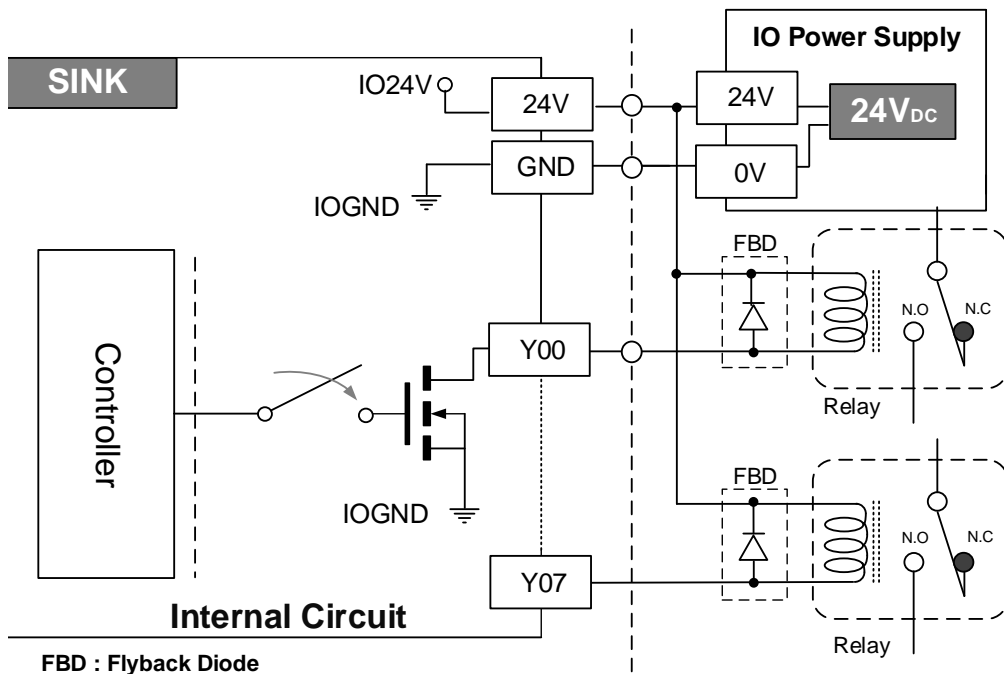 SINK
IO24V
24V
GND
IOGND
IO Power Supply
24V
24VDC
0V
Controller
Y00
IOGND
Y07
Internal Circuit
FBD : Flyback Diode
FBD
N.O
N.C
Relay
FBD
N.O
N.C
Relay